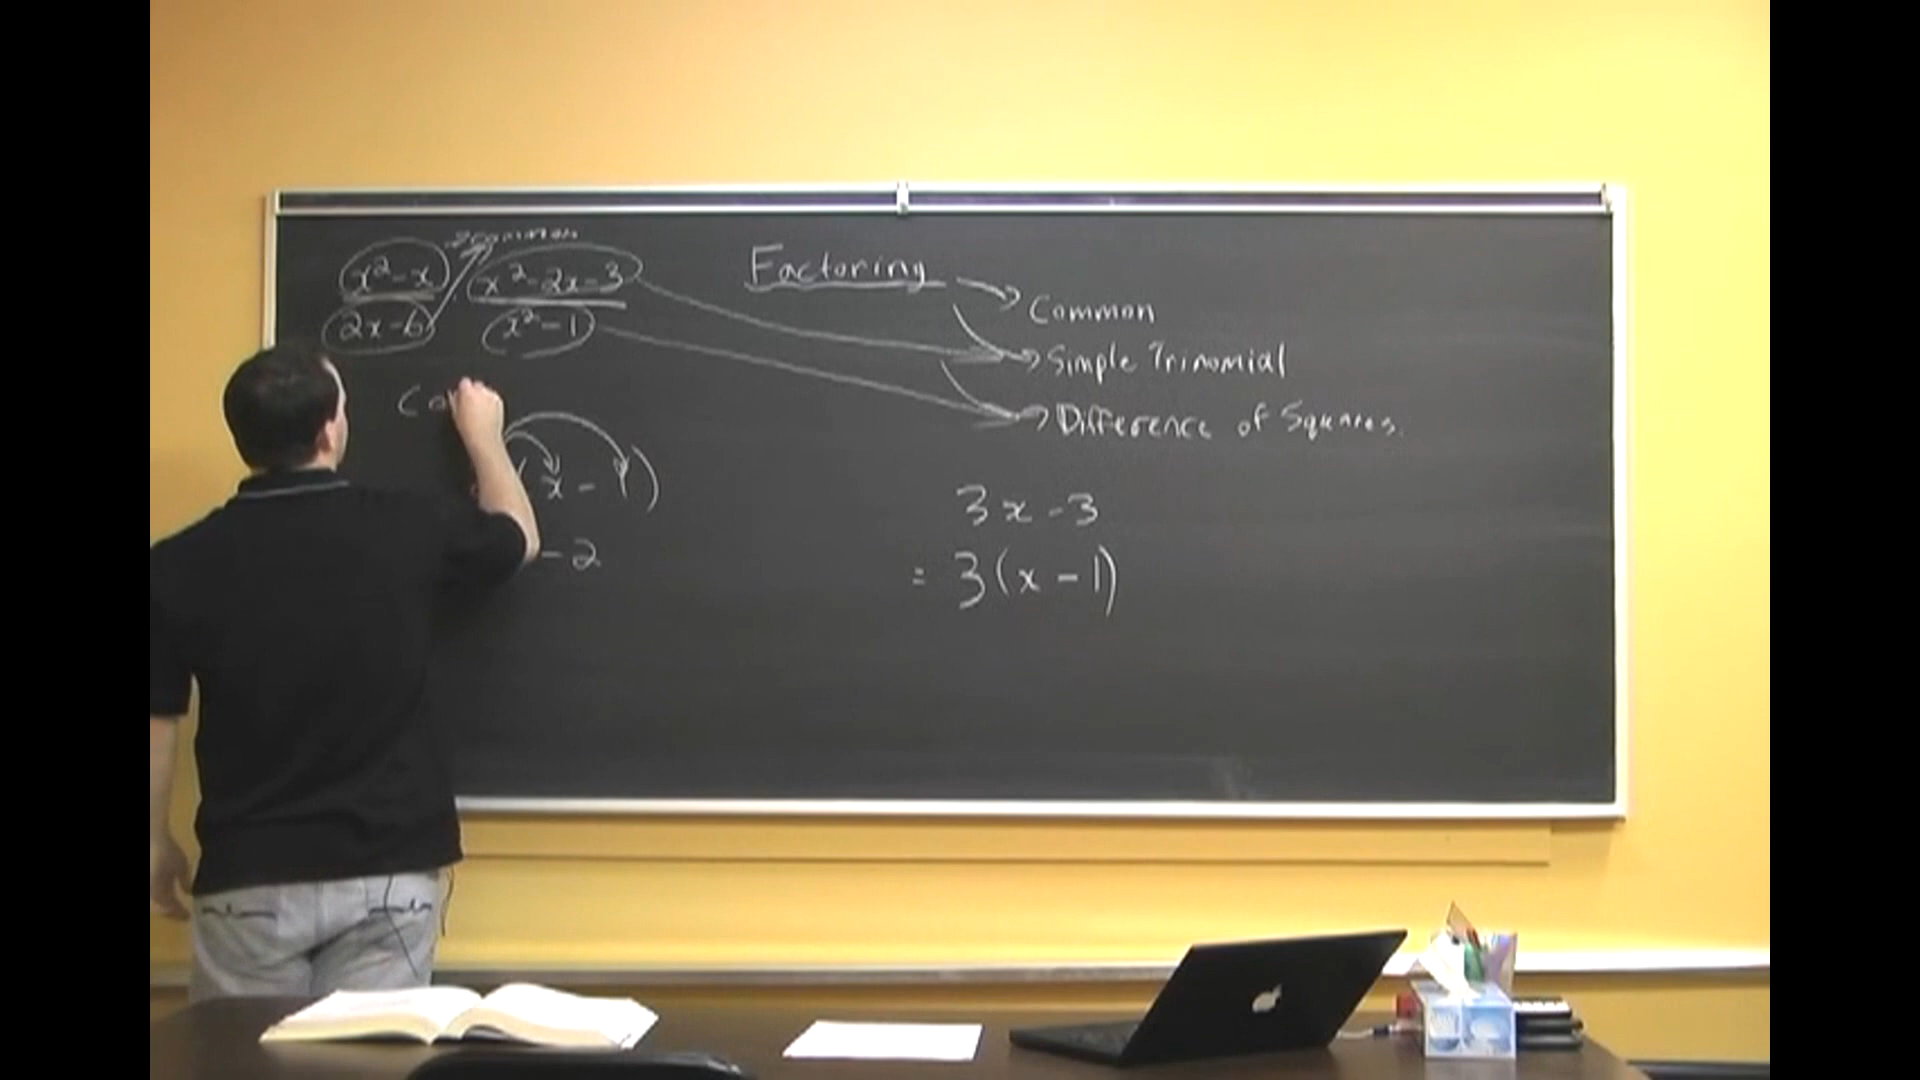 common
x² - x   x² - 2x - 3
2x - 6   x² - 1
Factoring
Common
Simple Trinomial
Difference of Squares.
(x - 1)
- 2
3x - 3
= 3(x - 1)